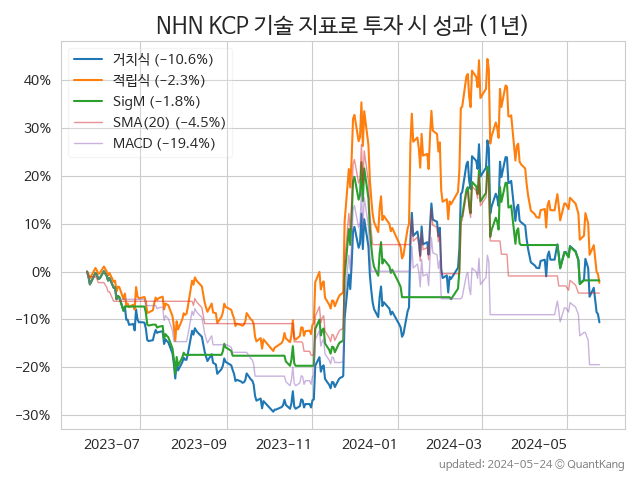 NHN KCP 기술 지표로 투자 시 성과 (1년)
거치식 (−10.6%)
적립식 (−2.3%)
SigM (−1.8%)
SMA(20) (−4.5%)
MACD (−19.4%)
40%
30%
20%
10%
0%
−10%
−20%
−30%
2023-07 2023-09 2023-11 2024-01 2024-03 2024-05
updated: 2024-05-24 © QuantKang